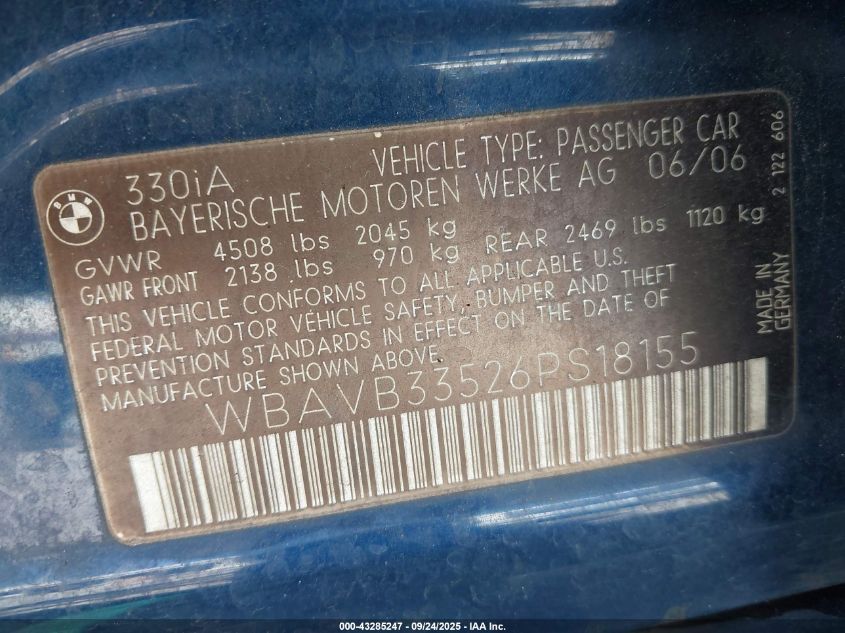 VEHICLE TYPE: PASSENGER CAR
330iA
BAYERISCHE MOTOREN WERKE AG 06/06
GVWR 4508 lbs 2045 kg
GAWR FRONT 2138 lbs 970 kg REAR 2469 lbs 1120 kg
THIS VEHICLE CONFORMS TO ALL APPLICABLE U.S.
FEDERAL MOTOR VEHICLE SAFETY, BUMPER AND THEFT
PREVENTION STANDARDS IN EFFECT ON THE DATE OF
MANUFACTURE SHOWN ABOVE.
WBAVB33526PS18155
MADE IN
GERMANY
2 122 606
BMW
000-43285247 - 09/24/2025 - IAA Inc.